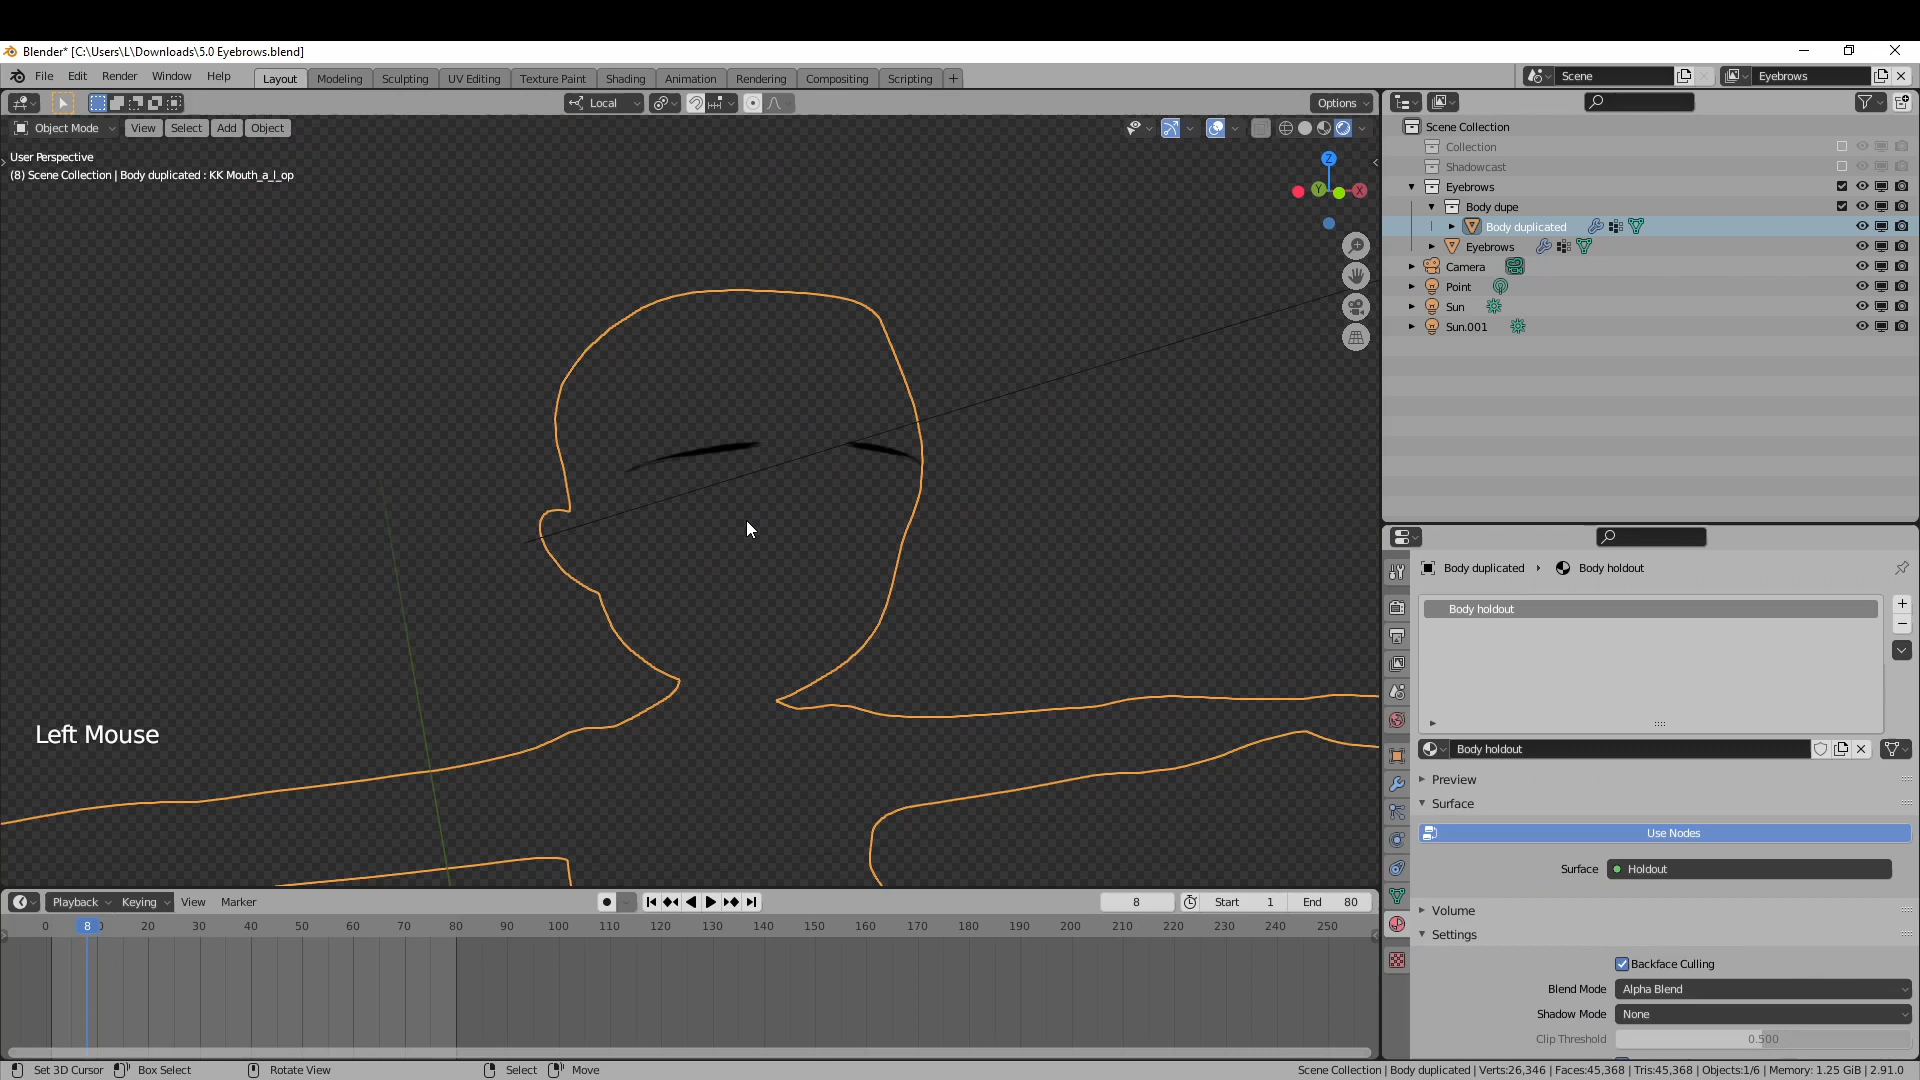 Blender* [C:\Users\L\Downloads\5.0 Eyebrows.blend]
File Edit Render Window Help Layout Modeling Sculpting UV Editing Texture Paint Shading Animation Rendering Compositing Scripting + Scene Eyebrows
Local Options
Object Mode View Select Add Object
User Perspective
(8) Scene Collection | Body duplicated : KK Mouth_a_l_op
Z
Y
X
Scene Collection
Collection
Shadowcast
Eyebrows
Body dupe
Body duplicated
Eyebrows
Camera
Point
Sun
Sun.001
Body duplicated › Body holdout
Body holdout
Body holdout
Preview
Surface
Use Nodes
Surface Holdout
Volume
Settings
Backface Culling
Blend Mode Alpha Blend
Shadow Mode None
Clip Threshold 0.500
Left Mouse
Playback Keying View Marker 8 Start 1 End 80
0 8 20 30 40 50 60 70 80 90 100 110 120 130 140 150 160 170 180 190 200 210 220 230 240 250
Set 3D Cursor Box Select Rotate View Select Move Scene Collection | Body duplicated | Verts:26,346 | Faces:45,368 | Tris:45,368 | Objects:1/6 | Memory: 1.25 GiB | 2.91.0